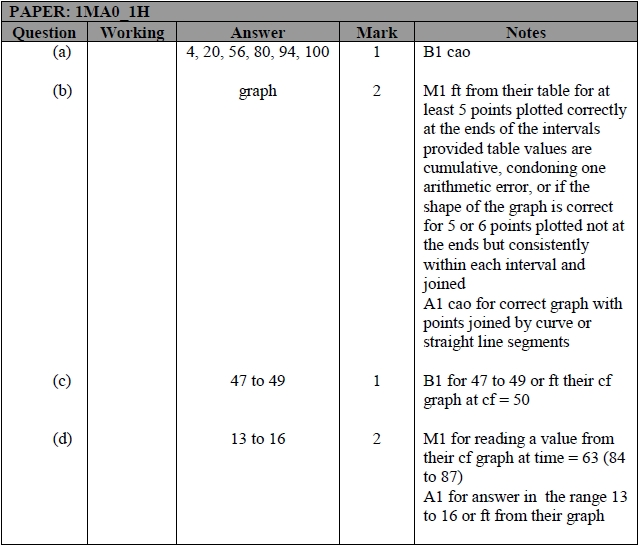 PAPER: 1MA0_1H
Question Working Answer Mark Notes
(a) 4, 20, 56, 80, 94, 100 1 B1 cao
(b) graph 2 M1 ft from their table for at
least 5 points plotted correctly
at the ends of the intervals
provided table values are
cumulative, condoning one
arithmetic error, or if the
shape of the graph is correct
for 5 or 6 points plotted not at
the ends but consistently
within each interval and
joined
A1 cao for correct graph with
points joined by curve or
straight line segments
(c) 47 to 49 1 B1 for 47 to 49 or ft their cf
graph at cf = 50
(d) 13 to 16 2 M1 for reading a value from
their cf graph at time = 63 (84
to 87)
A1 for answer in the range 13
to 16 or ft from their graph